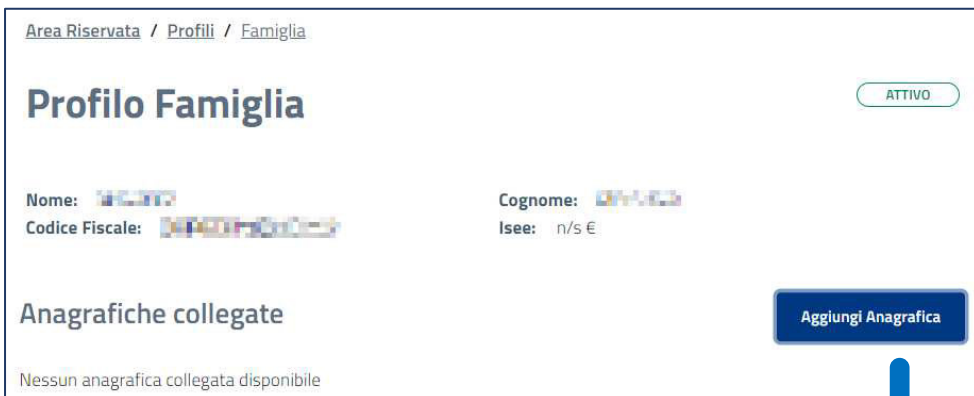 Area Riservata / Profili / Famiglia
Profilo Famiglia
ATTIVO
Nome:
Cognome:
Codice Fiscale:
Isee: n/s €
Anagrafiche collegate
Aggiungi Anagrafica
Nessun anagrafica collegata disponibile